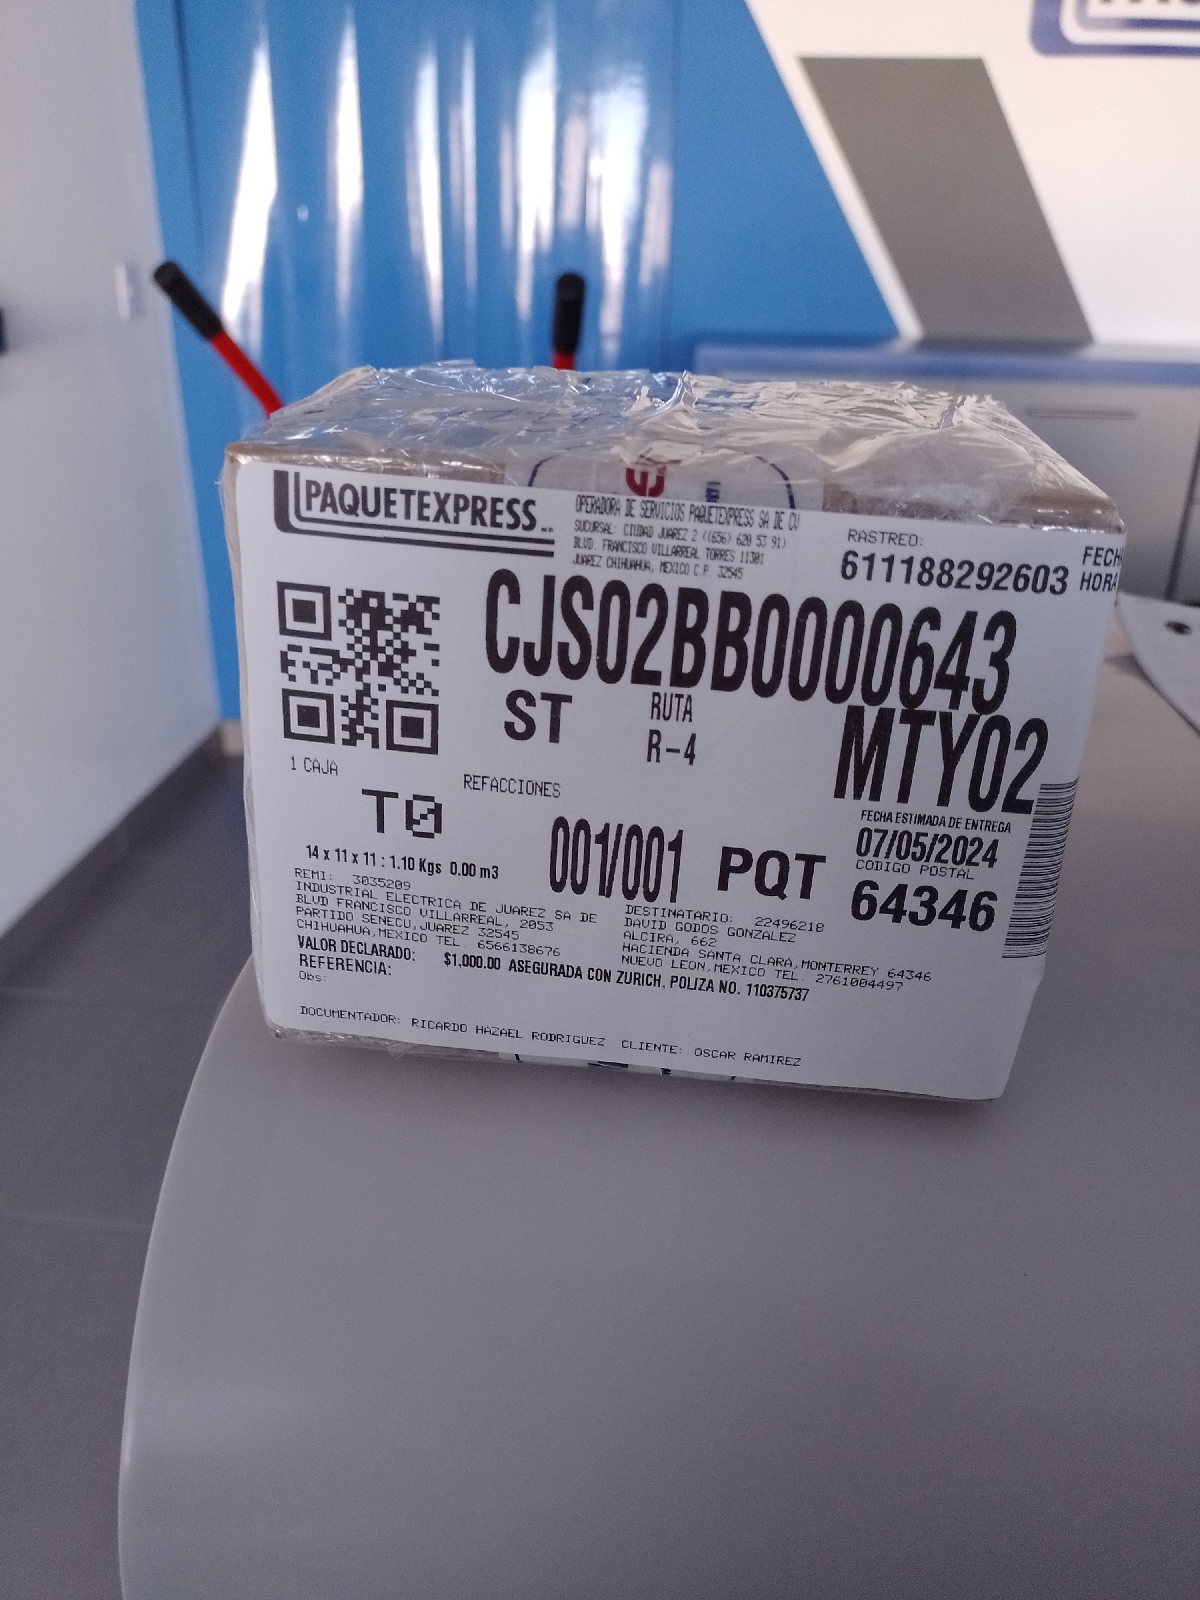 PAQUETEXPRESS
OPERADORA DE SERVICIOS PAQUETEXPRESS SA DE CV
SUCURSAL: CIUDAD JUAREZ 2 ((656) 620 53 91)
BLVD. FRANCISCO VILLARREAL TORRES 11301
JUAREZ CHIHUAHUA, MEXICO C.P. 32545
RASTREO:
611188292603
FECH
HORA
CJS02BB0000643
ST
RUTA
R-4
MTY02
1 CAJA
REFACCIONES
T0
FECHA ESTIMADA DE ENTREGA
07/05/2024
CODIGO POSTAL
64346
001/001
PQT
14 x 11 x 11 : 1.10 Kgs 0.00 m3
REMI: 3035209
INDUSTRIAL ELECTRICA DE JUAREZ SA DE
BLVD FRANCISCO VILLARREAL, 2053
PARTIDO SENECU,JUAREZ 32545
CHIHUAHUA,MEXICO TEL. 6566138676
DESTINATARIO: 22496218
DAVID GODOS GONZALEZ
ALCIRA, 662
HACIENDA SANTA CLARA,MONTERREY 64346
NUEVO LEON,MEXICO TEL. 2761004497
VALOR DECLARADO: $1,000.00 ASEGURADA CON ZURICH, POLIZA NO. 110375737
REFERENCIA:
Obs:
DOCUMENTADOR: RICARDO HAZAEL RODRIGUEZ CLIENTE: OSCAR RAMIREZ